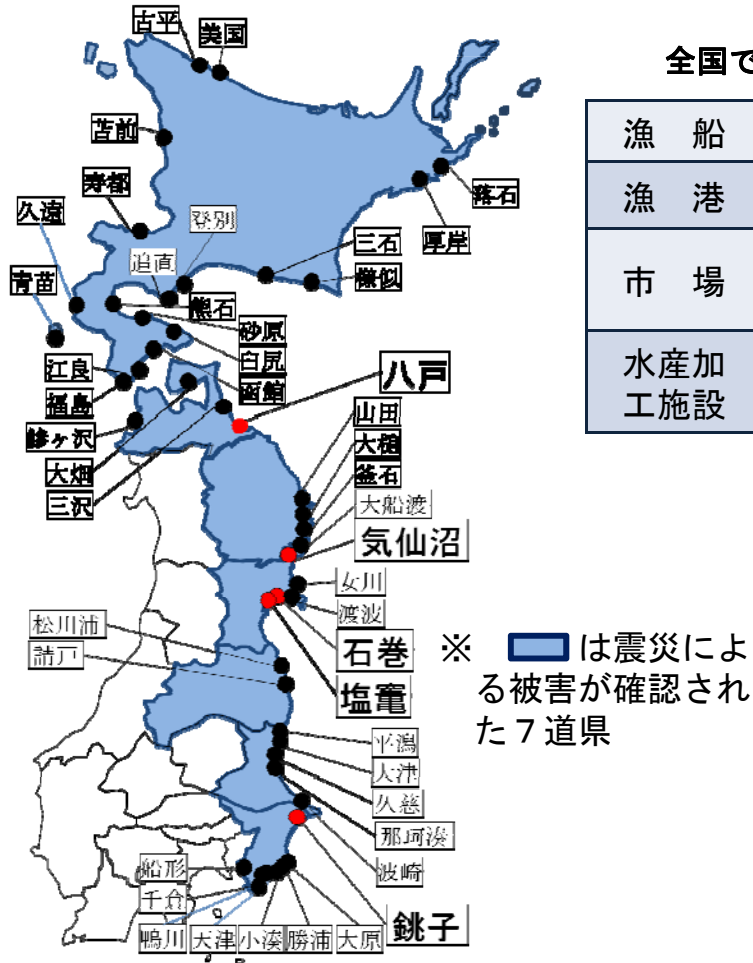 古平
美国
全国で
苫前
寿都
久遠
登別
追直
青苗
熊石
落石
厚岸
三石
様似
砂原
臼尻
函館
江良
福島
鰺ヶ沢
大畑
三沢
八戸
山田
大槌
釜石
大船渡
気仙沼
女川
渡波
石巻
塩竈
松川浦
請戸
平潟
大津
久慈
那珂湊
波崎
銚子
船形
千倉
鴨川
天津
小湊
勝浦
大原
漁 船
漁 港
市 場
水産加
工施設
※ は震災によ
る被害が確認され
た7道県